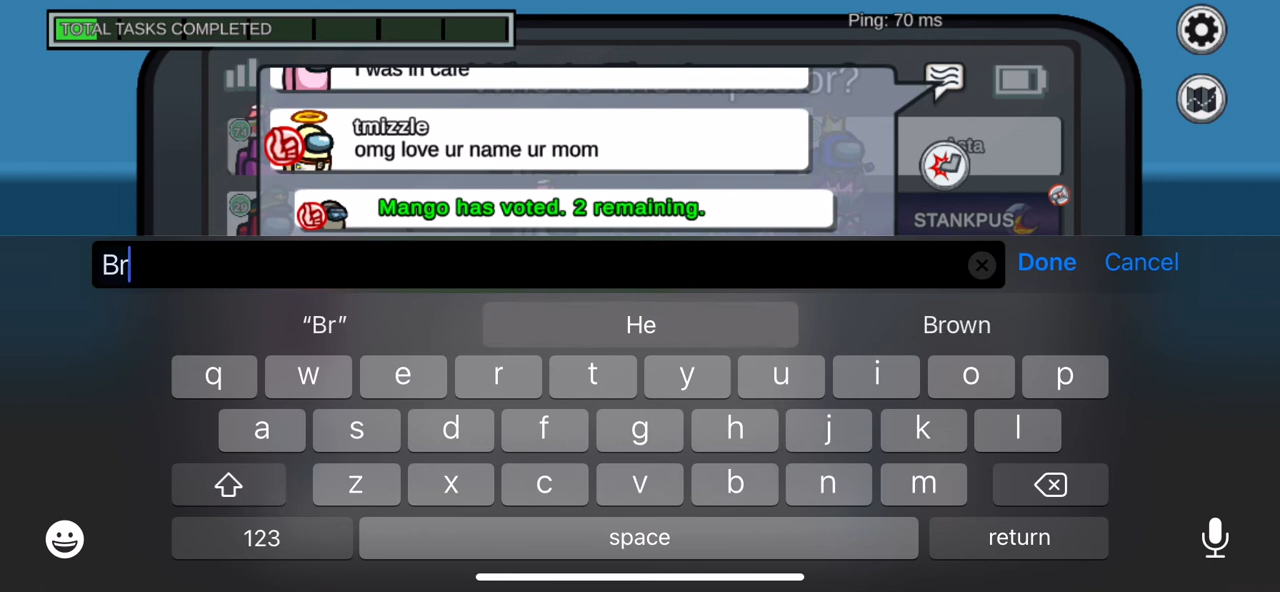 TOTAL TASKS COMPLETED
Ping: 70 ms
I was in cafe
tmizzle
omg love ur name ur mom
Mango has voted. 2 remaining.
STANKPUS
Br
Done
Cancel
“Br”
He
Brown
q w e r t y u i o p
a s d f g h j k l
z x c v b n m
123
space
return